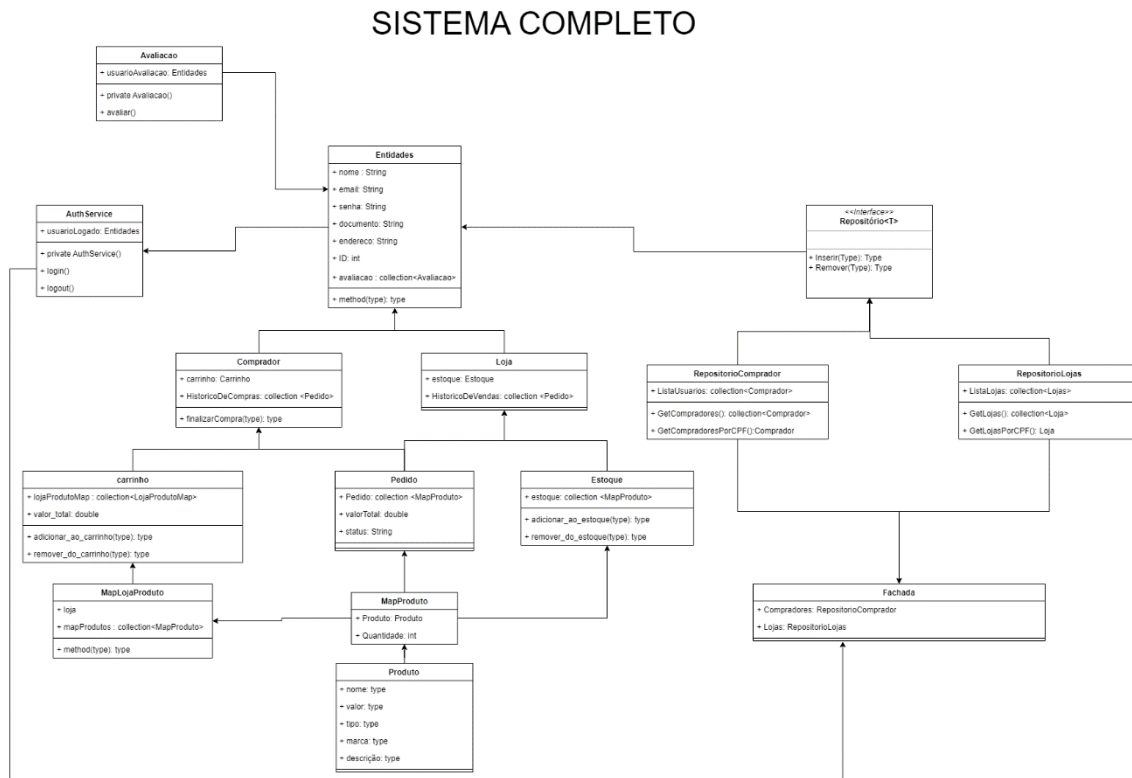 SISTEMA COMPLETO
Avaliacao
+ usuarioAvaliacao: Entidades
+ private Avaliacao()
+ avaliar()
Entidades
+ nome : String
+ email: String
+ senha: String
+ documento: String
+ endereco: String
+ ID: int
+ avaliacao : collection<Avaliacao>
+ method(type): type
AuthService
+ usuarioLogado: Entidades
+ private AuthService()
+ login()
+ logout()
<<Interface>>
Repositório<T>
+ Inserir(Type): Type
+ Remover(Type): Type
Comprador
+ carrinho: Carrinho
+ HistoricoDeCompras: collection <Pedido>
+ finalizarCompra(type): type
Loja
+ estoque: Estoque
+ HistoricoDeVendas: collection <Pedido>
RepositorioComprador
+ ListaUsuarios: collection<Comprador>
+ GetCompradores(): collection<Comprador>
+ GetCompradoresPorCPF():Comprador
RepositorioLojas
+ ListaLojas: collection<Lojas>
+ GetLojas(): collection<Loja>
+ GetLojasPorCPF(): Loja
carrinho
+ lojaProdutoMap : collection<LojaProdutoMap>
+ valor_total: double
+ adicionar_ao_carrinho(type): type
+ remover_do_carrinho(type): type
Pedido
+ Pedido: collection <MapProduto>
+ valorTotal: double
+ status: String
Estoque
+ estoque: collection <MapProduto>
+ adicionar_ao_estoque(type): type
+ remover_do_estoque(type): type
MapLojaProduto
+ loja
+ mapProdutos : collection<MapProduto>
+ method(type): type
MapProduto
+ Produto: Produto
+ Quantidade: int
Fachada
+ Compradores: RepositorioComprador
+ Lojas: RepositorioLojas
Produto
+ nome: type
+ valor: type
+ tipo: type
+ marca: type
+ descrição: type